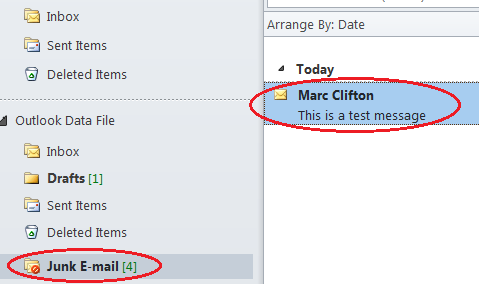 Inbox
Sent Items
Deleted Items
Outlook Data File
Inbox
Drafts [1]
Sent Items
Deleted Items
Junk E-mail [4]
Arrange By: Date
Today
Marc Clifton
This is a test message